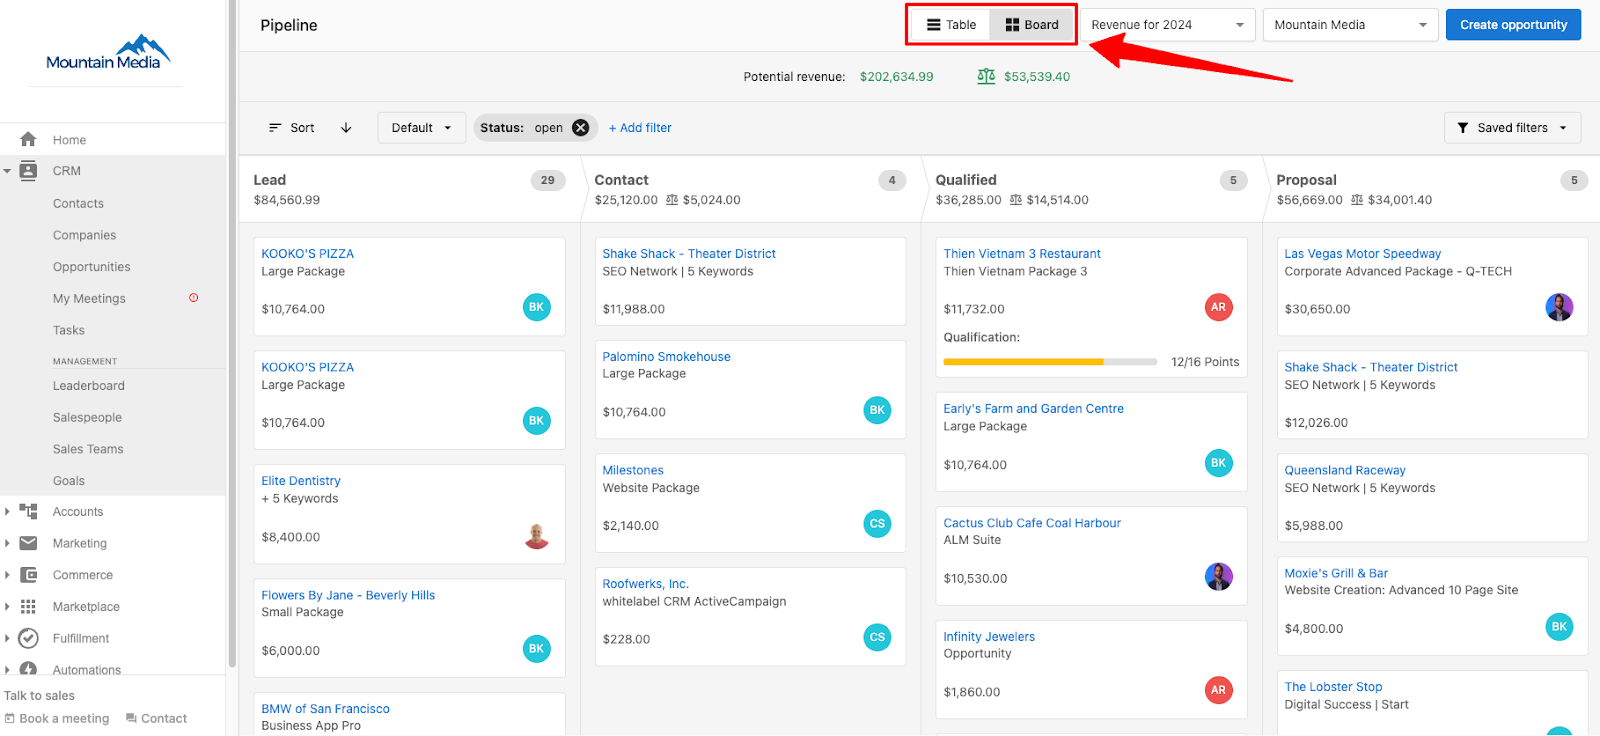 Mountain Media
Home
CRM
Contacts
Companies
Opportunities
My Meetings
Tasks
MANAGEMENT
Leaderboard
Salespeople
Sales Teams
Goals
Accounts
Marketing
Commerce
Marketplace
Fulfillment
Automations
Talk to sales
Book a meeting Contact
Pipeline
Table Board Revenue for 2024 Mountain Media Create opportunity
Potential revenue: $202,634.99 $53,539.40
Sort Default Status: open + Add filter Saved filters
Lead 29
$84,560.99
KOOKO'S PIZZA
Large Package
$10,764.00 BK
KOOKO'S PIZZA
Large Package
$10,764.00 BK
Elite Dentistry
+ 5 Keywords
$8,400.00
Flowers By Jane - Beverly Hills
Small Package
$6,000.00 BK
BMW of San Francisco
Business App Pro
Contact 4
$25,120.00 $5,024.00
Shake Shack - Theater District
SEO Network | 5 Keywords
$11,988.00
Palomino Smokehouse
Large Package
$10,764.00 BK
Milestones
Website Package
$2,140.00 CS
Roofwerks, Inc.
whitelabel CRM ActiveCampaign
$228.00 CS
Qualified 5
$36,285.00 $14,514.00
Thien Vietnam 3 Restaurant
Thien Vietnam Package 3
$11,732.00 AR
Qualification:
12/16 Points
Early's Farm and Garden Centre
Large Package
$10,764.00 BK
Cactus Club Cafe Coal Harbour
ALM Suite
$10,530.00
Infinity Jewelers
Opportunity
$1,860.00 AR
Proposal 5
$56,669.00 $34,001.40
Las Vegas Motor Speedway
Corporate Advanced Package - Q-TECH
$30,650.00
Shake Shack - Theater District
SEO Network | 5 Keywords
$12,026.00
Queensland Raceway
SEO Network | 5 Keywords
$5,988.00
Moxie's Grill & Bar
Website Creation: Advanced 10 Page Site
$4,800.00 BK
The Lobster Stop
Digital Success | Start